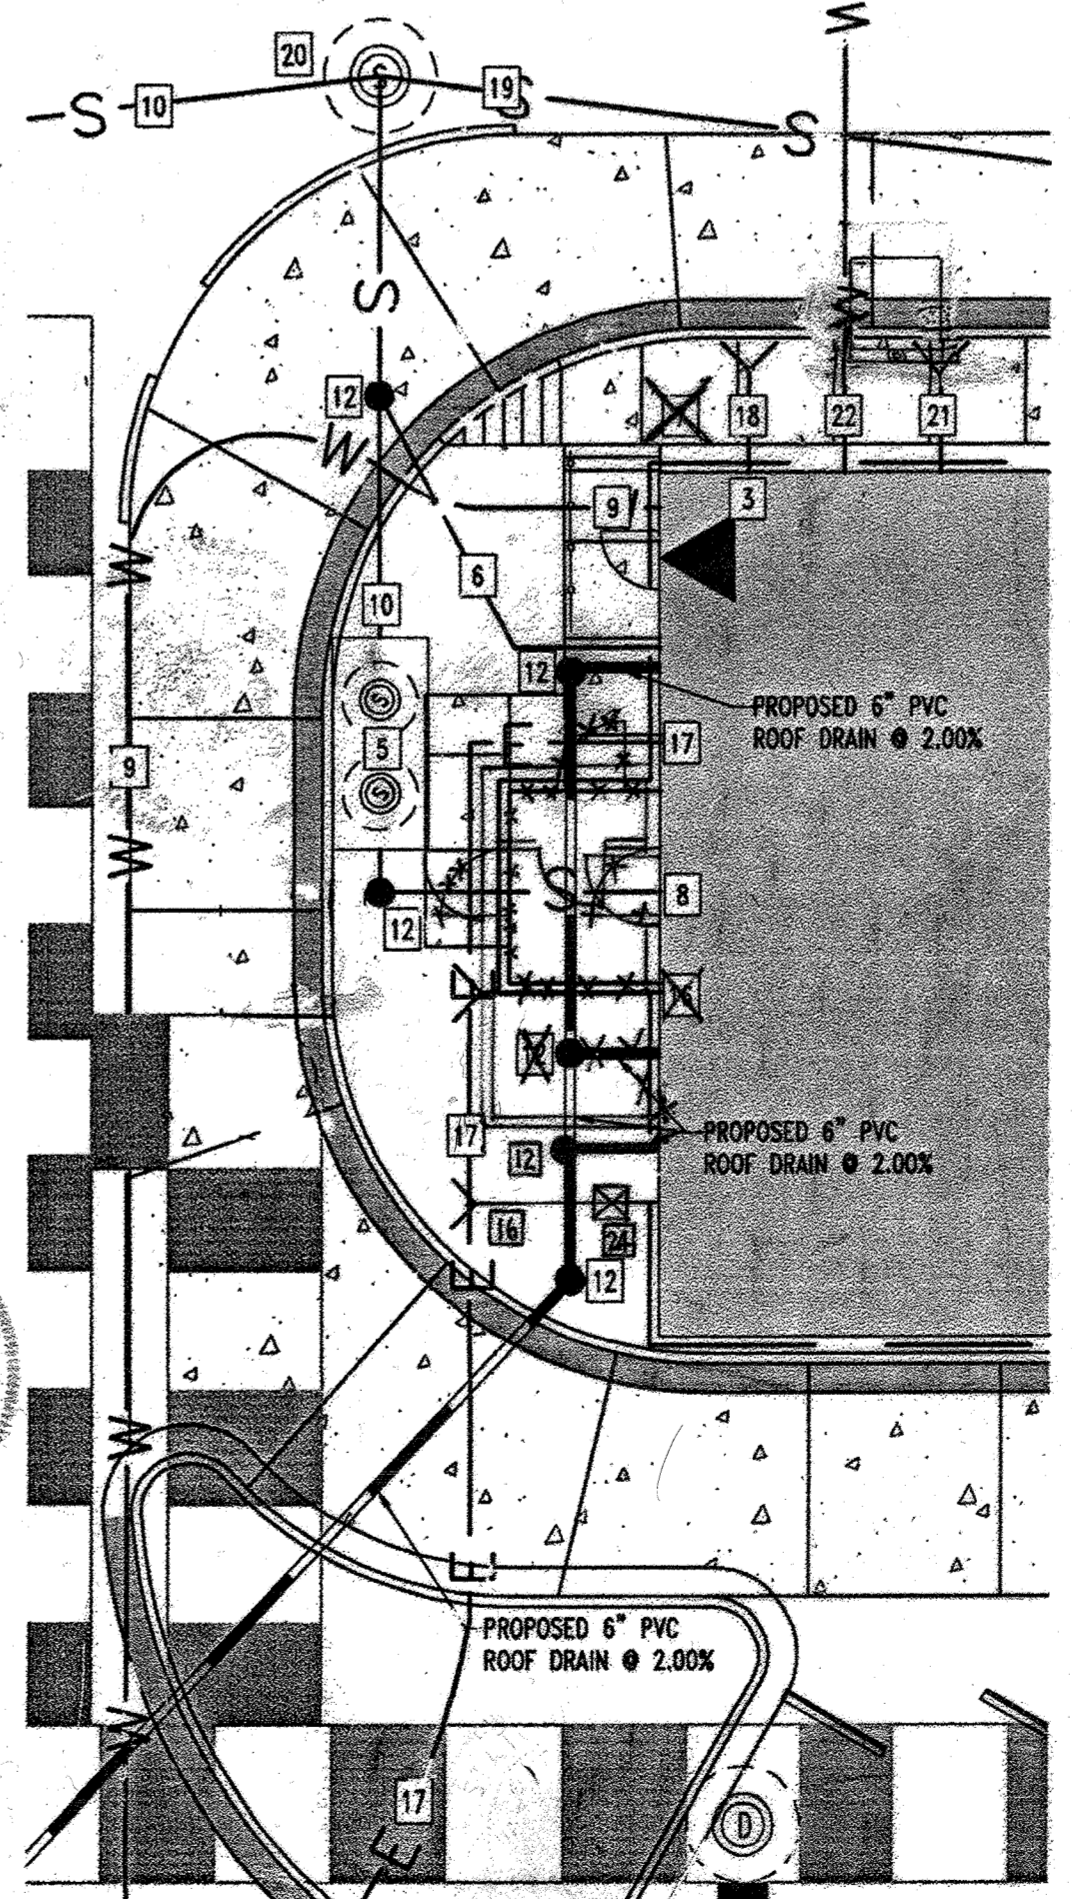 20
S
S
10
19
S
S
W
S
12
W
18
22
21
W
9
3
W
6
10
12
S
PROPOSED 6" PVC
ROOF DRAIN @ 2.00%
5
17
9
S
W
S
8
12
PROPOSED 6" PVC
ROOF DRAIN @ 2.00%
17
12
16
24
E
12
W
E
PROPOSED 6" PVC
ROOF DRAIN @ 2.00%
W
17
D
E